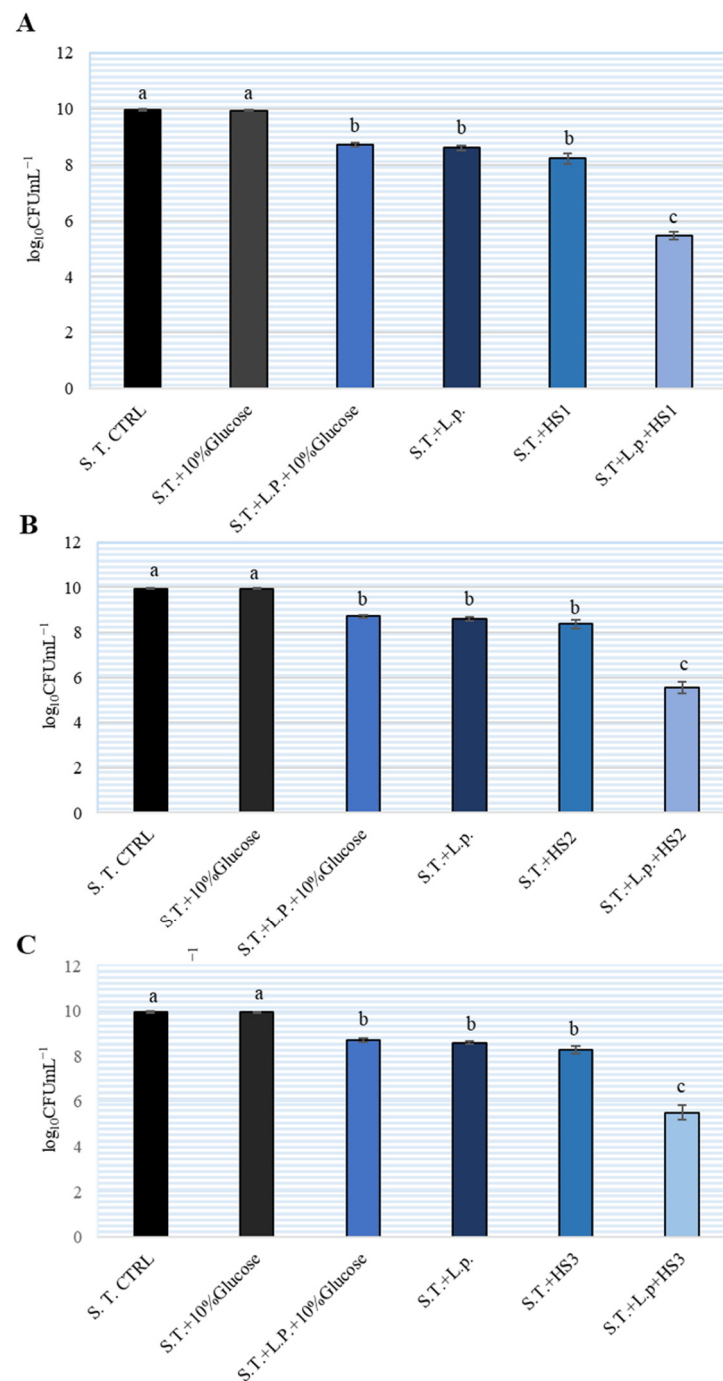 A
12
10
8
6
4
2
0
log₁₀CFUmL⁻¹
a
a
b
b
b
c
S. T. CTRL
S.T.+10%Glucose
S.T.+L.P.+10%Glucose
S.T.+L.p.
S.T.+HS1
S.T+L.p.+HS1
B
12
10
8
6
4
2
0
log₁₀CFUmL⁻¹
a
a
b
b
b
c
S. T. CTRL
S.T.+10%Glucose
S.T.+L.P.+10%Glucose
S.T.+L.p.
S.T.+HS2
S.T.+L.p.+HS2
C
−1
12
10
8
6
4
2
0
log₁₀CFUmL⁻¹
a
a
b
b
b
c
S. T. CTRL
S.T.+10%Glucose
S.T.+L.P.+10%Glucose
S.T.+L.p.
S.T.+HS3
S.T.+L.p+HS3